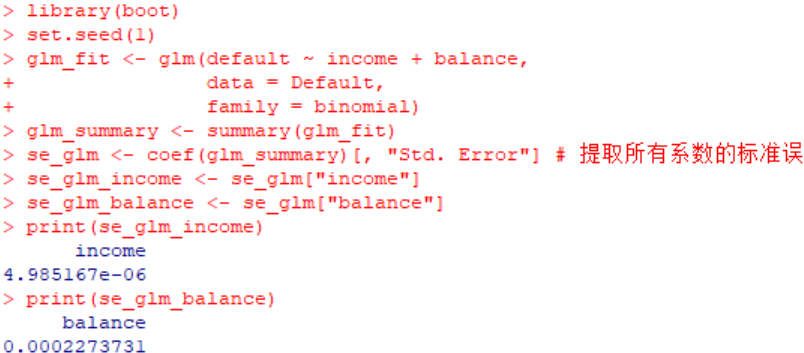 > library(boot)
> set.seed(1)
> glm_fit <- glm(default ~ income + balance,
+                data = Default,
+                family = binomial)
> glm_summary <- summary(glm_fit)
> se_glm <- coef(glm_summary)[, "Std. Error"] # 提取所有系数的标准误
> se_glm_income <- se_glm["income"]
> se_glm_balance <- se_glm["balance"]
> print(se_glm_income)
      income
4.985167e-06
> print(se_glm_balance)
     balance
0.0002273731